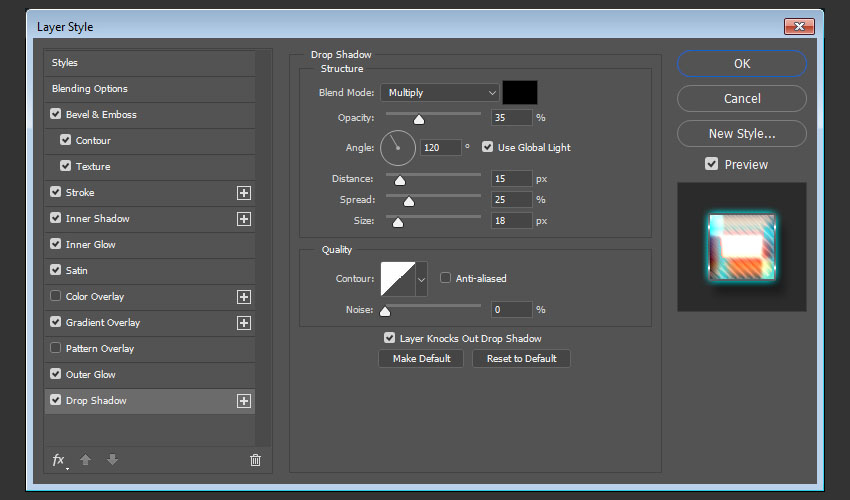 Layer Style
Styles
Blending Options
Bevel & Emboss
Contour
Texture
Stroke
Inner Shadow
Inner Glow
Satin
Color Overlay
Gradient Overlay
Pattern Overlay
Outer Glow
Drop Shadow
fx
Drop Shadow
Structure
Blend Mode: Multiply
Opacity: 35 %
Angle: 120 ° Use Global Light
Distance: 15 px
Spread: 25 %
Size: 18 px
Quality
Contour: Anti-aliased
Noise: 0 %
Layer Knocks Out Drop Shadow
Make Default Reset to Default
OK
Cancel
New Style...
Preview